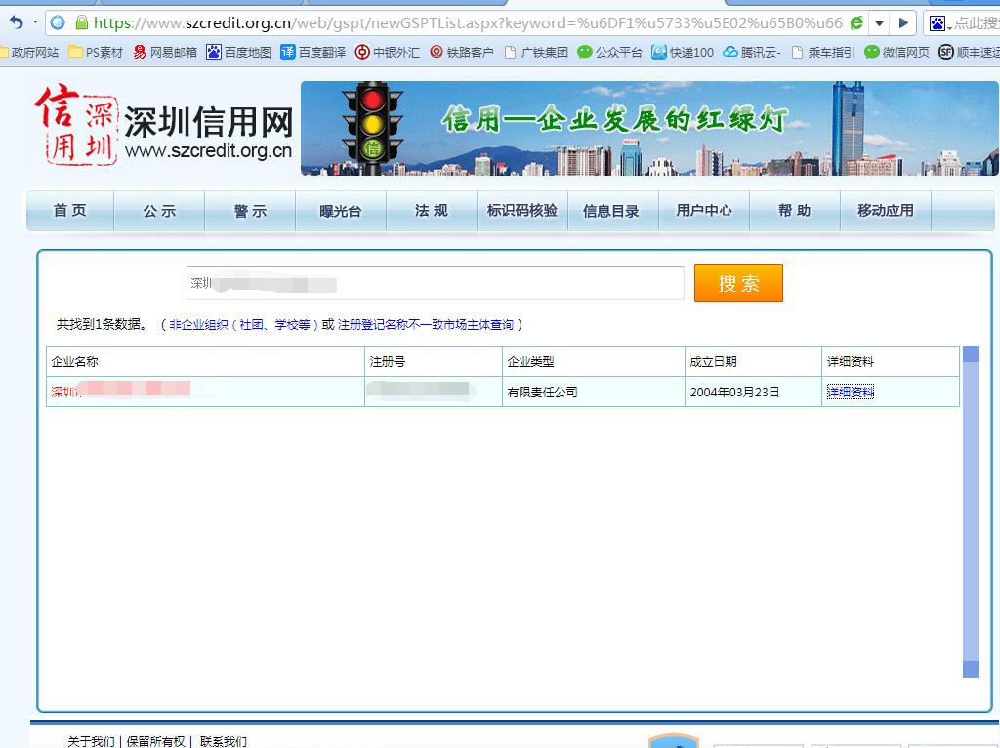 https://www.szcredit.org.cn/web/gspt/newGSPTList.aspx?keyword=%u6DF1%u5733%u5E02%u65B0%u66 点此搜
政府网站 PS素材 网易邮箱 百度地图 译 百度翻译 中银外汇 铁路客户 广铁集团 公众平台 快递100 腾讯云- 乘车指引 微信网页 SF 顺丰速运
信用 深圳 深圳信用网
www.szcredit.org.cn
信用—企业发展的红绿灯
信
首 页 公 示 警 示 曝光台 法 规 标识码核验 信息目录 用户中心 帮 助 移动应用
深圳 搜 索
共找到1条数据。（ 非企业组织（社团、学校等）或 注册登记名称不一致市场主体查询 ）
企业名称 注册号 企业类型 成立日期 详细资料
深圳 有限责任公司 2004年03月23日 详细资料
关于我们 | 保留所有权 | 联系我们